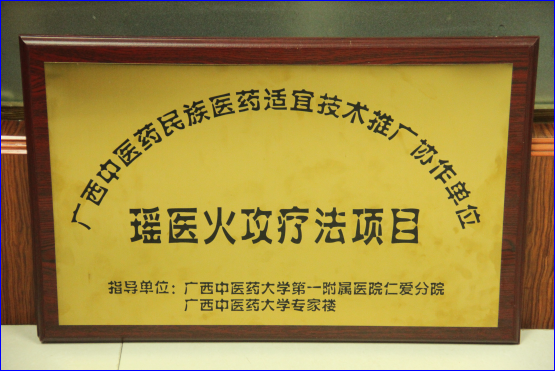 广西中医药民族医药适宜技术推广协作单位
瑶医火攻疗法项目
指导单位：广西中医药大学第一附属医院仁爱分院
广西中医药大学专家楼